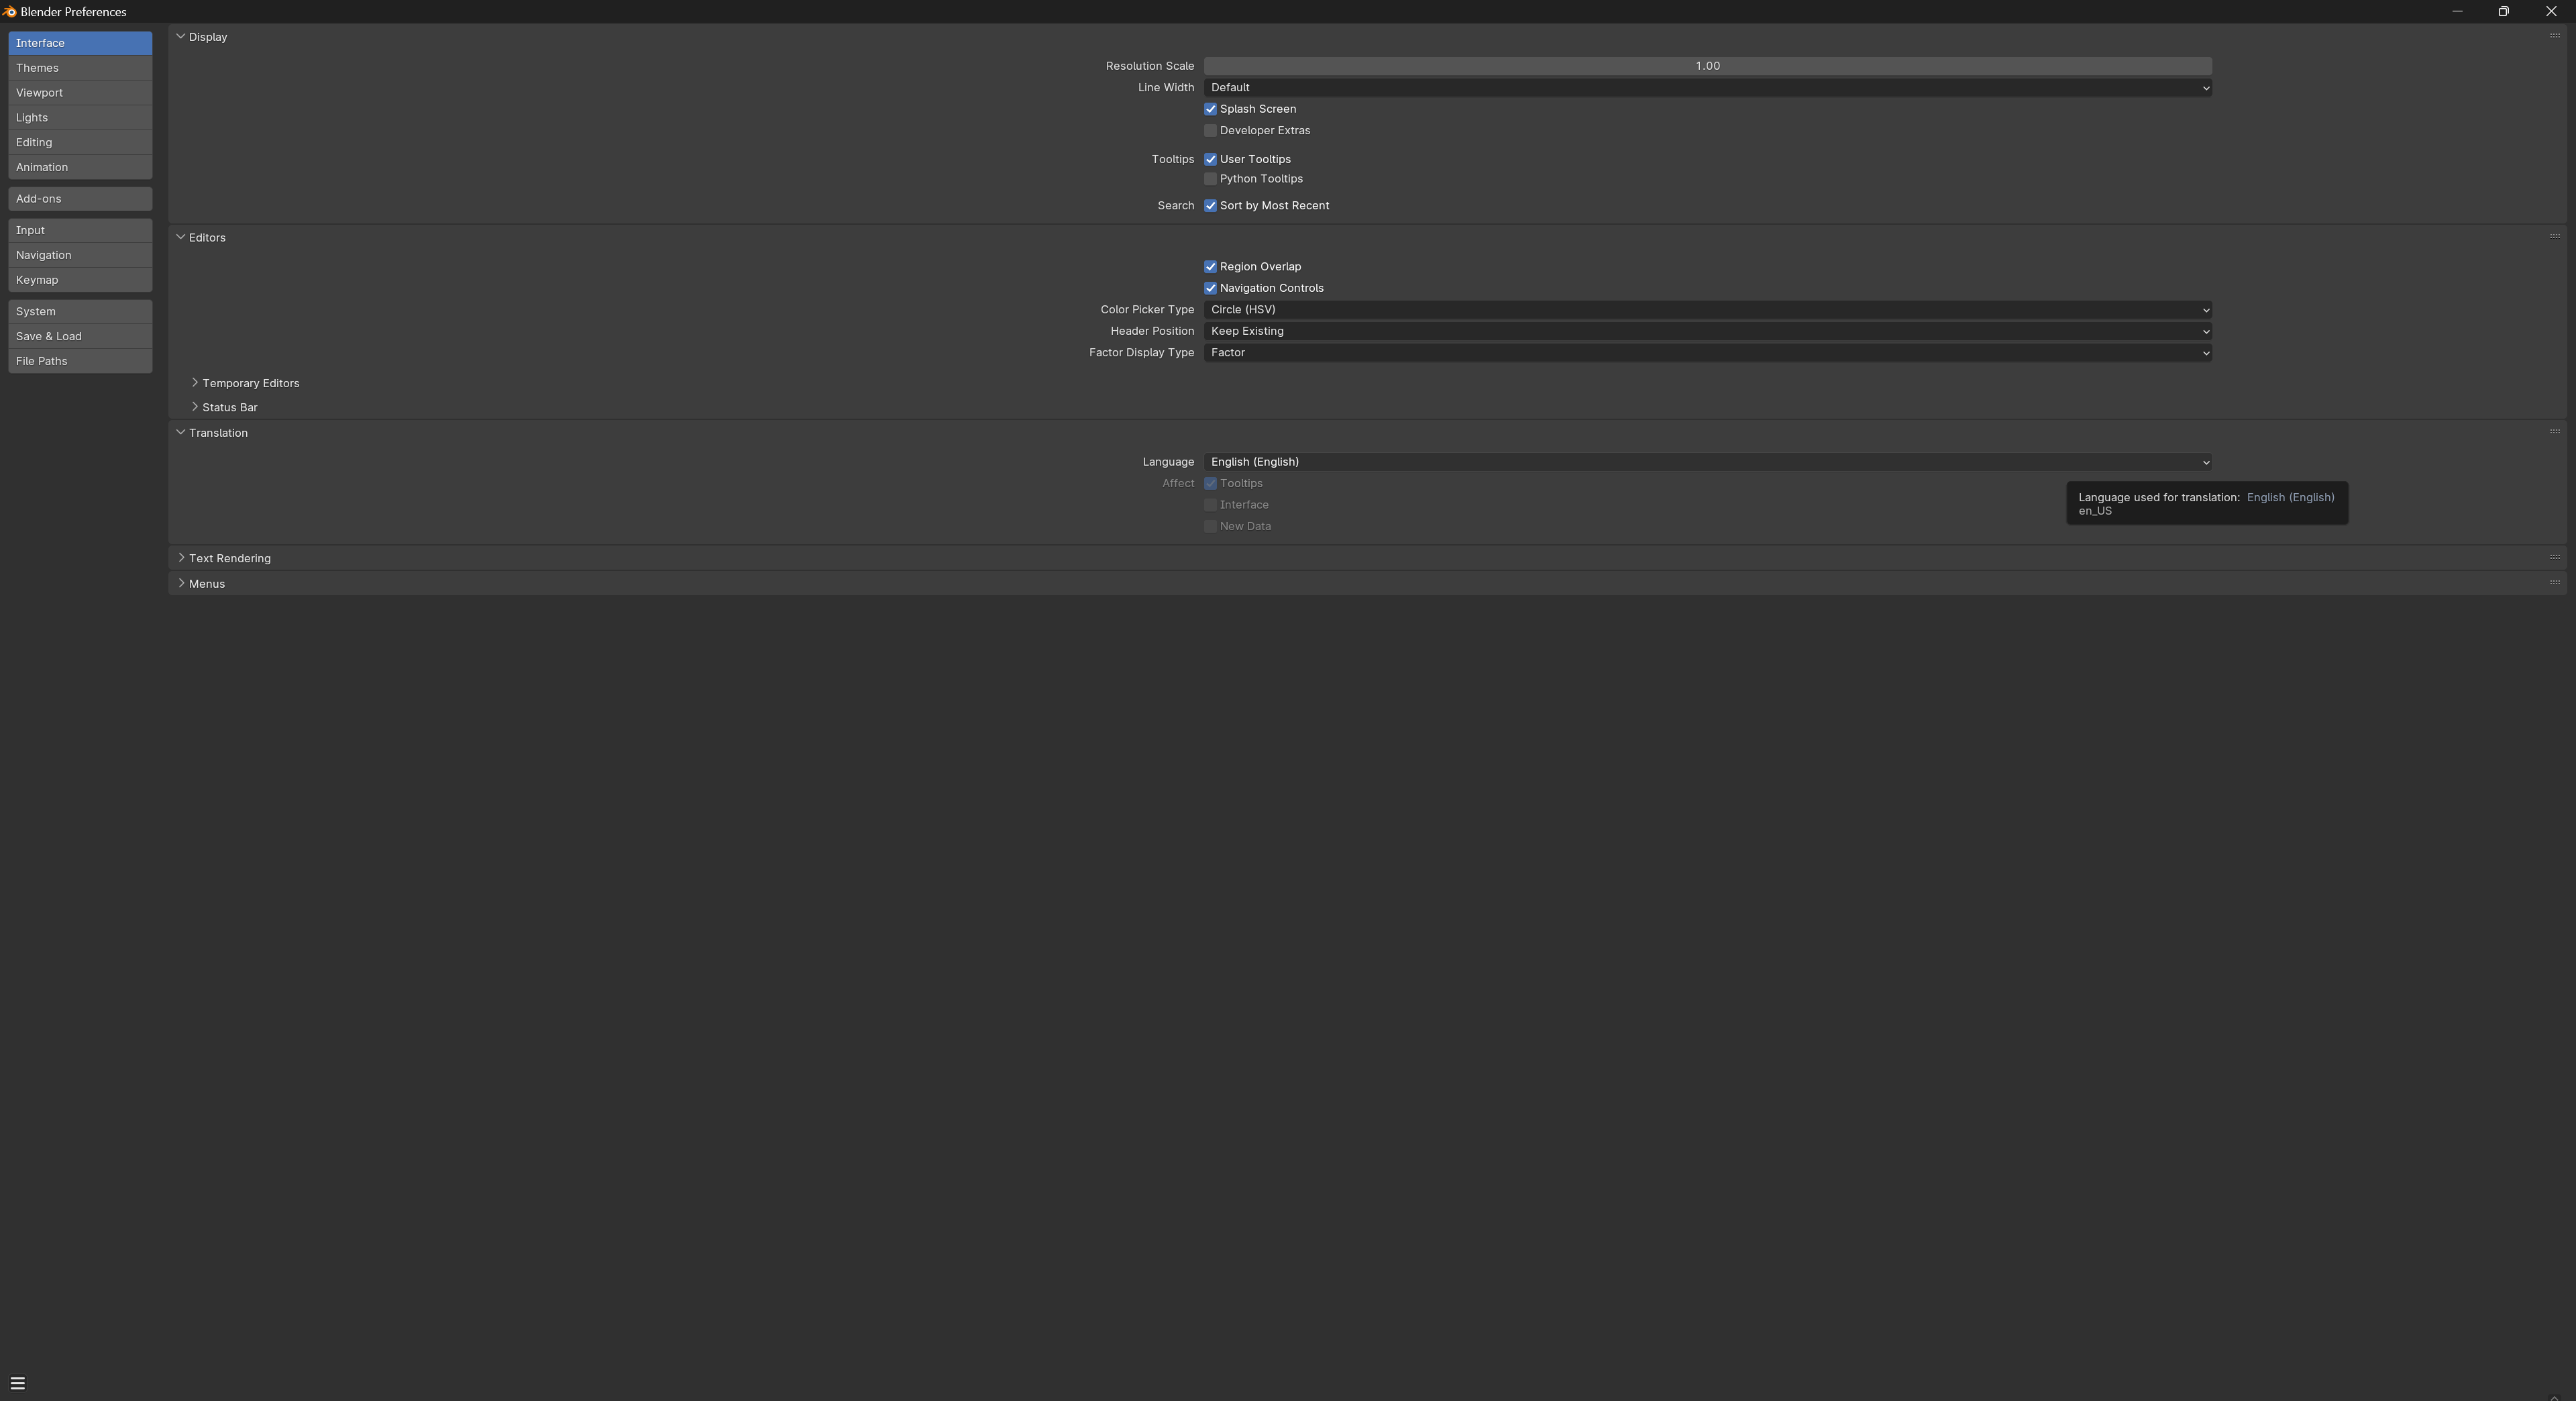 Blender Preferences
Interface
Themes
Viewport
Lights
Editing
Animation
Add-ons
Input
Navigation
Keymap
System
Save & Load
File Paths
Display
Resolution Scale 1.00
Line Width Default
Splash Screen
Developer Extras
Tooltips User Tooltips
Python Tooltips
Search Sort by Most Recent
Editors
Region Overlap
Navigation Controls
Color Picker Type Circle (HSV)
Header Position Keep Existing
Factor Display Type Factor
Temporary Editors
Status Bar
Translation
Language English (English)
Affect Tooltips
Interface
New Data
Language used for translation: English (English)
en_US
Text Rendering
Menus